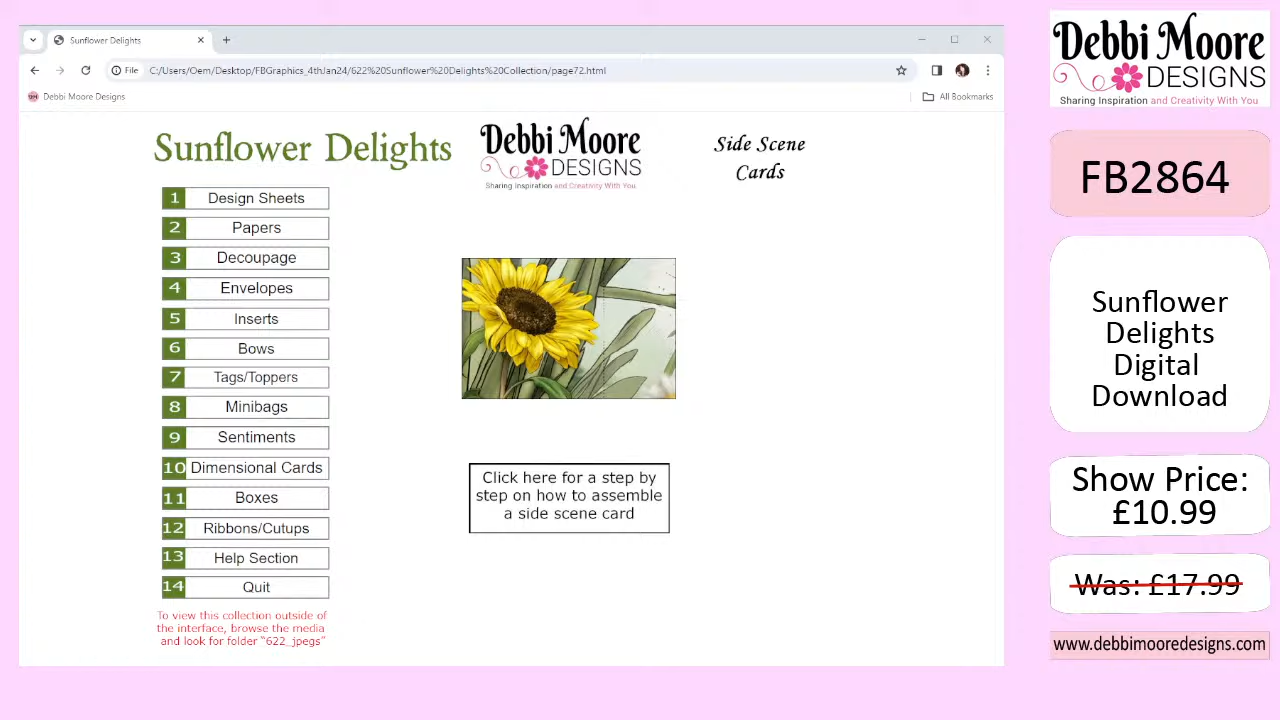 Sunflower Delights
File
C:/Users/Oem/Desktop/FBGraphics_4thJan24/622%20Sunflower%20Delights%20Collection/page72.html
Debbi Moore Designs
All Bookmarks
Sunflower Delights
Debbi Moore
DESIGNS
Sharing Inspiration and Creativity With You
Side Scene
Cards
1 Design Sheets
2 Papers
3 Decoupage
4 Envelopes
5 Inserts
6 Bows
7 Tags/Toppers
8 Minibags
9 Sentiments
10 Dimensional Cards
11 Boxes
12 Ribbons/Cutups
13 Help Section
14 Quit
To view this collection outside of
the interface, browse the media
and look for folder "622_jpegs"
Click here for a step by
step on how to assemble
a side scene card
Debbi Moore
DESIGNS
Sharing Inspiration and Creativity With You
FB2864
Sunflower
Delights
Digital
Download
Show Price:
£10.99
Was: £17.99
www.debbimooredesigns.com